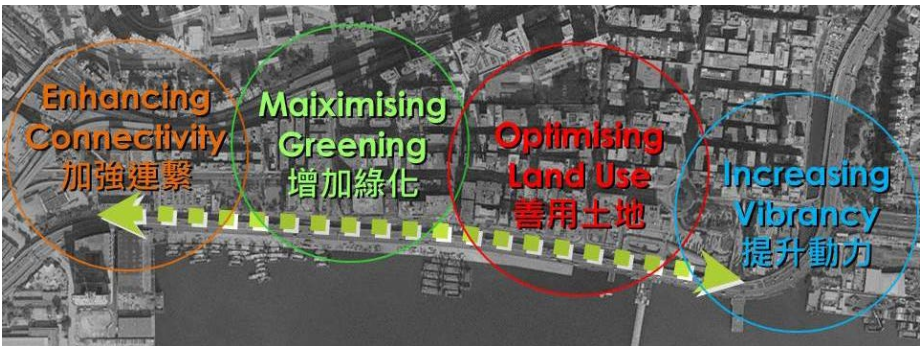 Enhancing
Connectivity
加強連繫
Maiximising
Greening
增加綠化
Optimising
Land Use
善用土地
Increasing
Vibrancy
提升動力